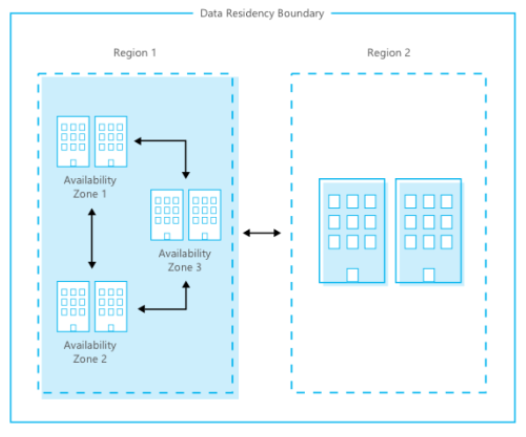 Data Residency Boundary
Region 1
Region 2
Availability
Zone 1
Availability
Zone 3
Availability
Zone 2